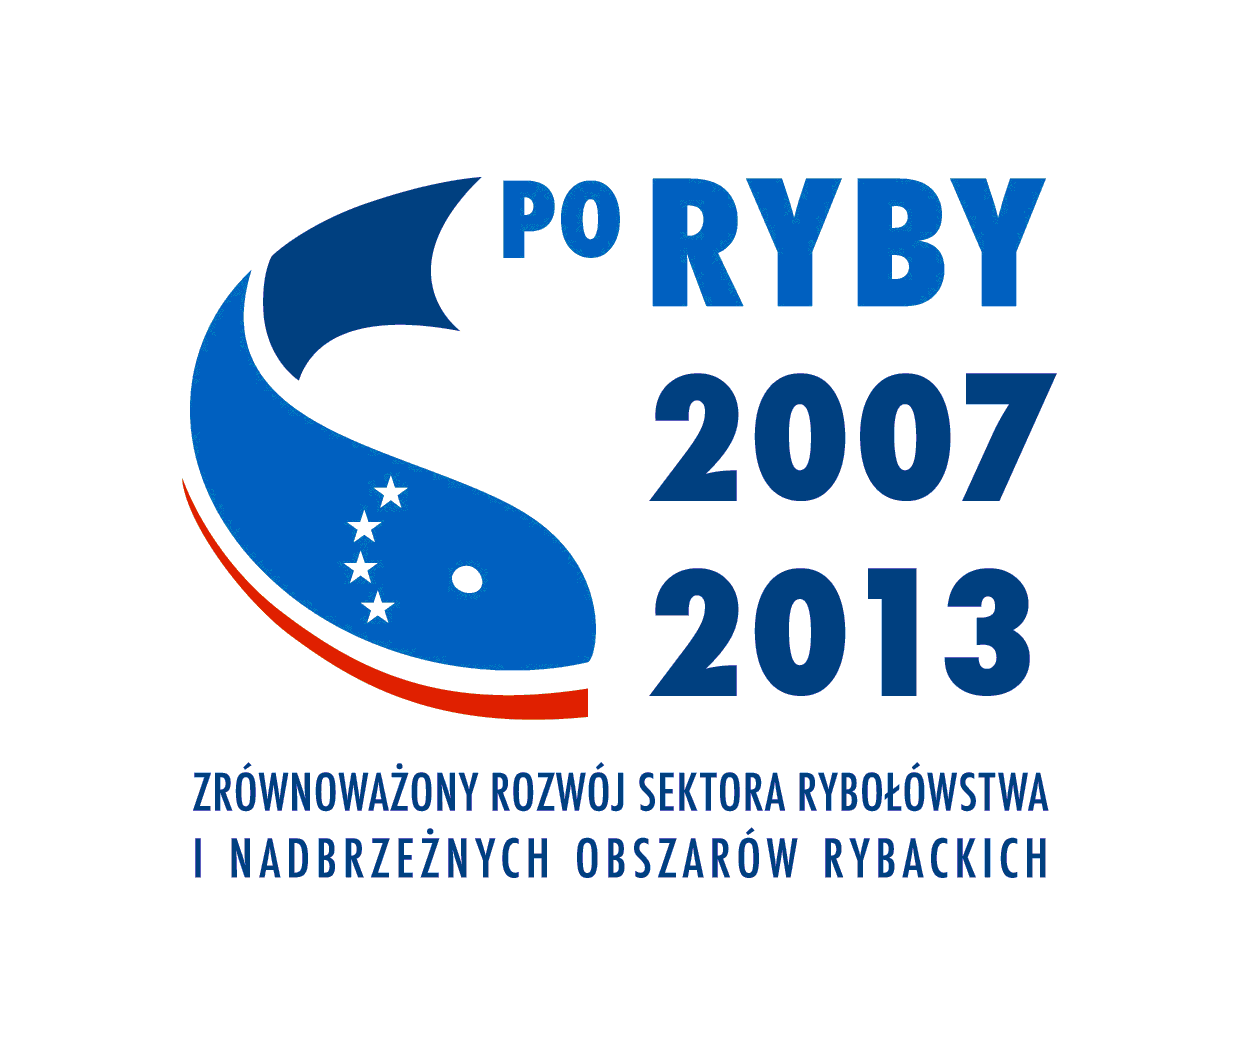 PO RYBY
2007
2013
ZRÓWNOWAŻONY ROZWÓJ SEKTORA RYBOŁÓWSTWA
I NADBRZEŻNYCH OBSZARÓW RYBACKICH